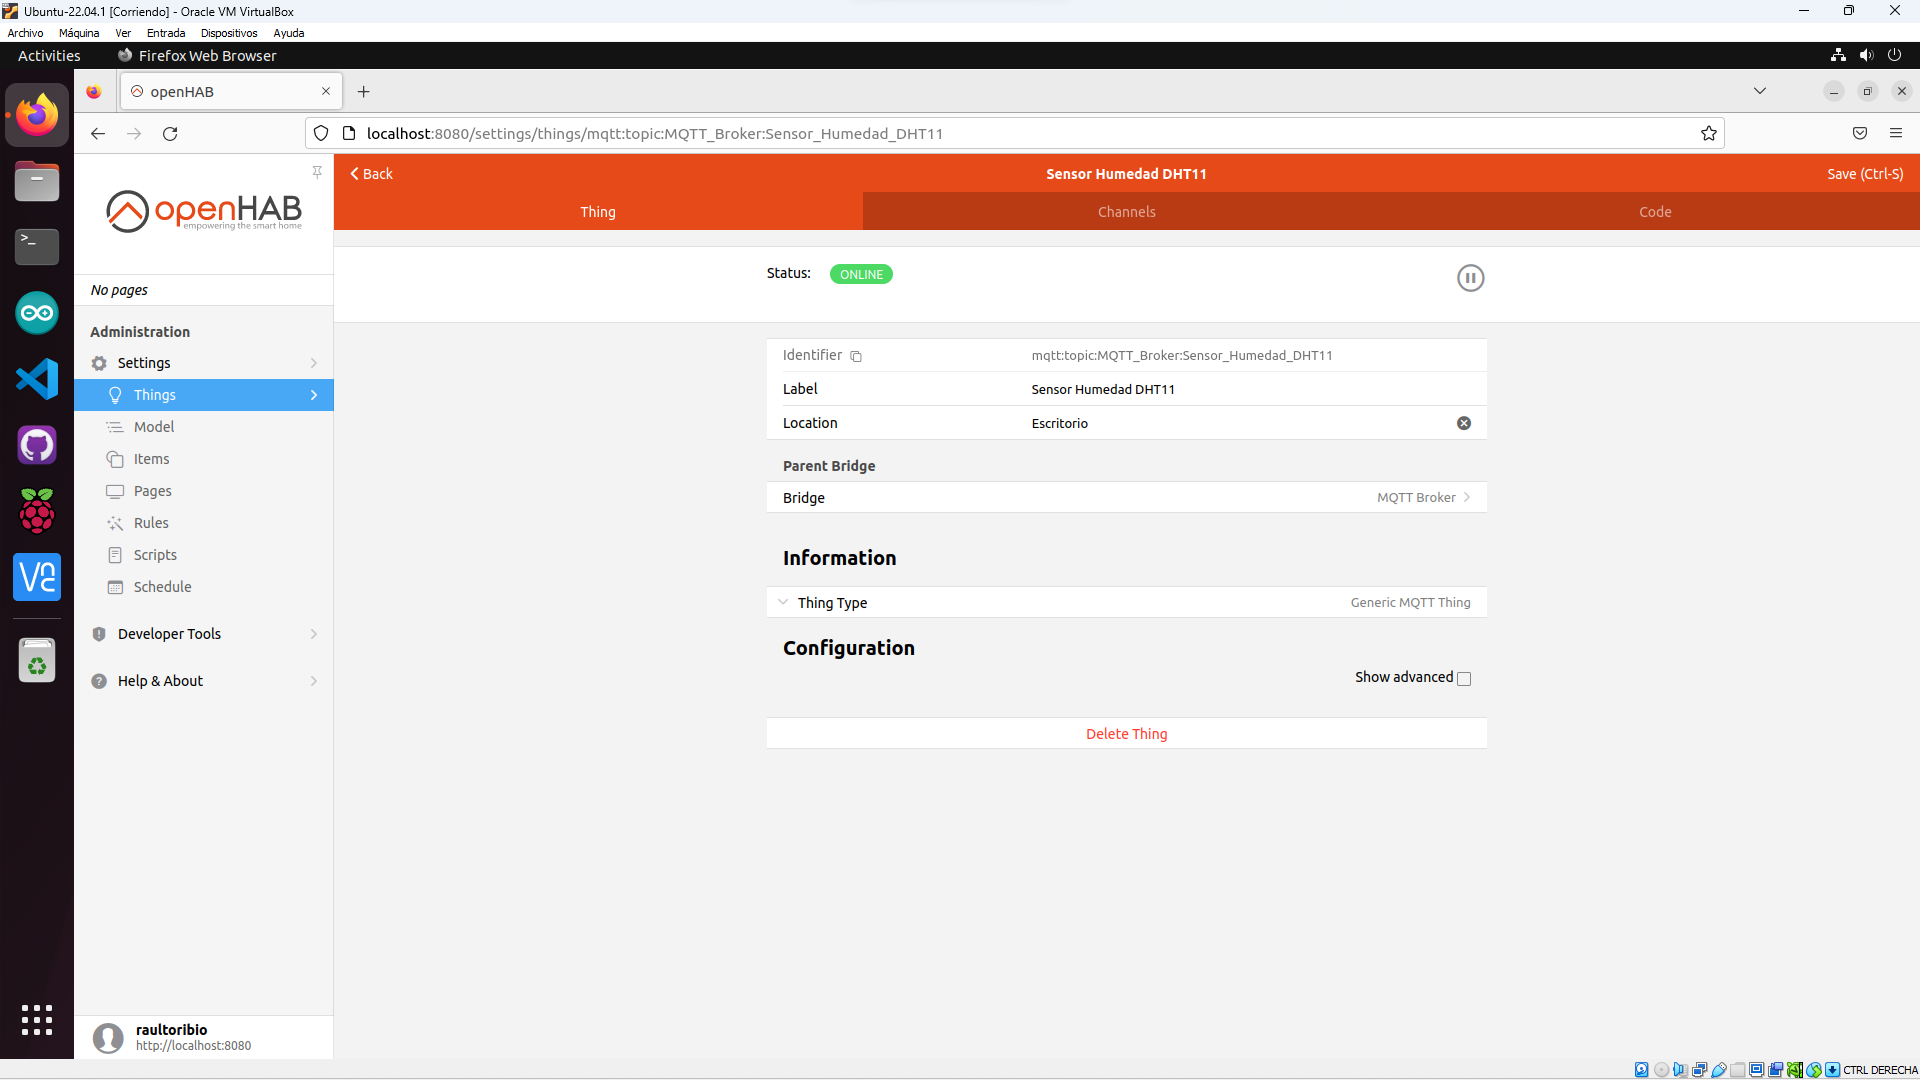 Ubuntu-22.04.1 [Corriendo] - Oracle VM VirtualBox
Archivo Máquina Ver Entrada Dispositivos Ayuda
Activities Firefox Web Browser
openHAB
localhost:8080/settings/things/mqtt:topic:MQTT_Broker:Sensor_Humedad_DHT11
openHAB
empowering the smart home
No pages
Administration
Settings
Things
Model
Items
Pages
Rules
Scripts
Schedule
Developer Tools
Help & About
raultoribio
http://localhost:8080
Back Sensor Humedad DHT11 Save (Ctrl-S)
Thing Channels Code
Status: ONLINE
Identifier mqtt:topic:MQTT_Broker:Sensor_Humedad_DHT11
Label Sensor Humedad DHT11
Location Escritorio
Parent Bridge
Bridge MQTT Broker
Information
Thing Type Generic MQTT Thing
Configuration
Show advanced
Delete Thing
CTRL DERECHA